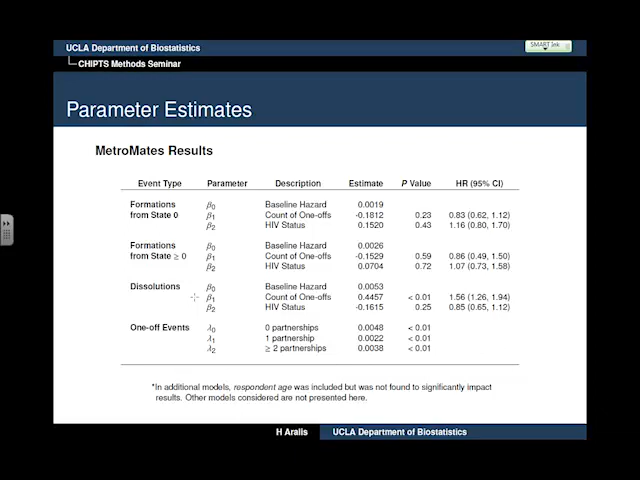 UCLA Department of Biostatistics
SMART Ink
CHIPTS Methods Seminar
Parameter Estimates
MetroMates Results
Event Type Parameter Description Estimate P Value HR (95% CI)
Formations β0 Baseline Hazard 0.0019
from State 0 β1 Count of One-offs -0.1812 0.23 0.83 (0.62, 1.12)
β2 HIV Status 0.1520 0.43 1.16 (0.80, 1.70)
Formations β0 Baseline Hazard 0.0026
from State ≥ 0 β1 Count of One-offs -0.1529 0.59 0.86 (0.49, 1.50)
β2 HIV Status 0.0704 0.72 1.07 (0.73, 1.58)
Dissolutions β0 Baseline Hazard 0.0053
β1 Count of One-offs 0.4457 < 0.01 1.56 (1.26, 1.94)
β2 HIV Status -0.1615 0.25 0.85 (0.65, 1.12)
One-off Events λ0 0 partnerships 0.0048 < 0.01
λ1 1 partnership 0.0022 < 0.01
λ2 ≥ 2 partnerships 0.0038 < 0.01
*In additional models, respondent age was included but was not found to significantly impact
results. Other models considered are not presented here.
H Aralis UCLA Department of Biostatistics